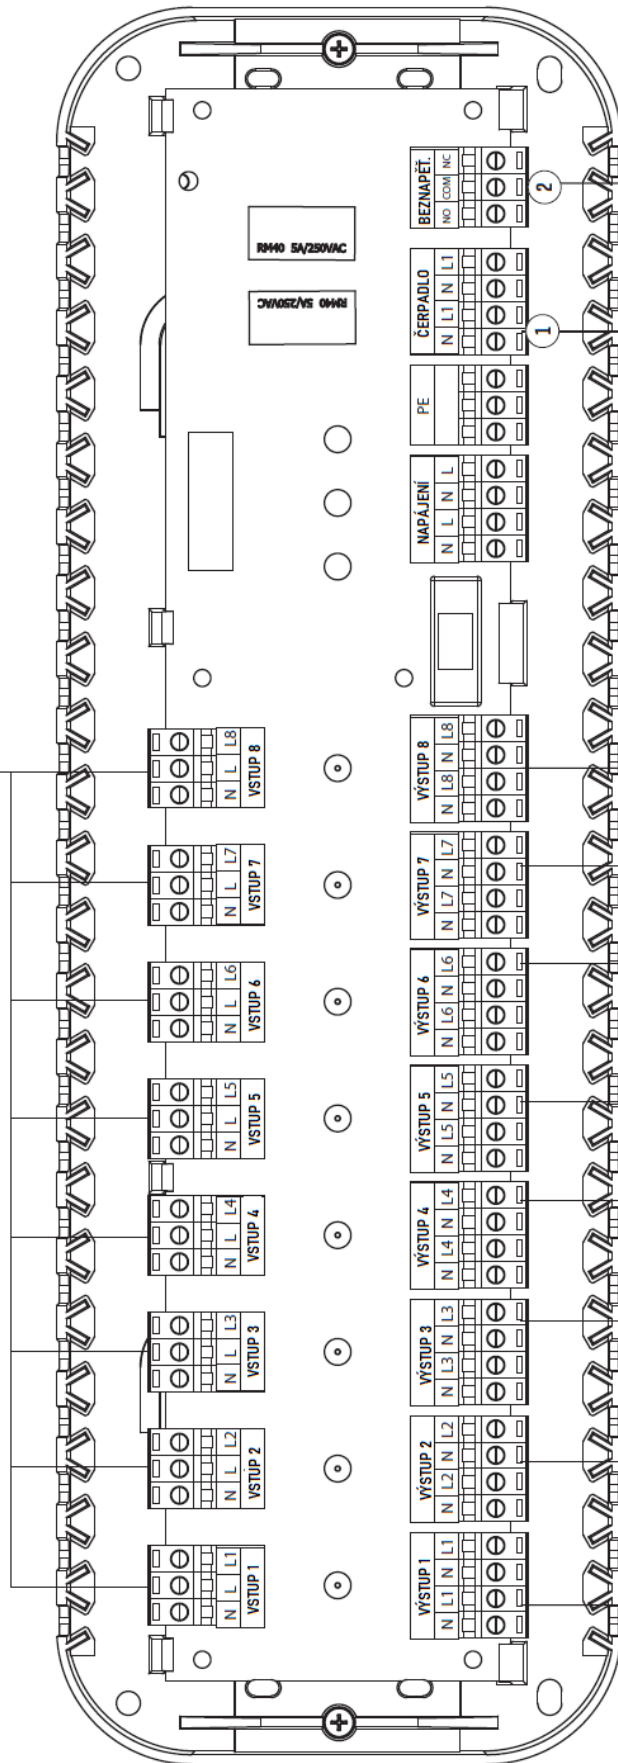 VSTUP 1
N L L1
VSTUP 2
N L L2
VSTUP 3
N L L3
VSTUP 4
N L L4
VSTUP 5
N L L5
VSTUP 6
N L L6
VSTUP 7
N L L7
VSTUP 8
N L L8
RM40 5A/250VAC
RM40 5A/250VAC
VÝSTUP 1
N L1 N L1
VÝSTUP 2
N L2 N L2
VÝSTUP 3
N L3 N L3
VÝSTUP 4
N L4 N L4
VÝSTUP 5
N L5 N L5
VÝSTUP 6
N L6 N L6
VÝSTUP 7
N L7 N L7
VÝSTUP 8
N L8 N L8
NAPÁJENÍ
N L N L
PE
ČERPADLO
N L1 N L1
BEZNAPĚŤ.
NO COM NC
1
2